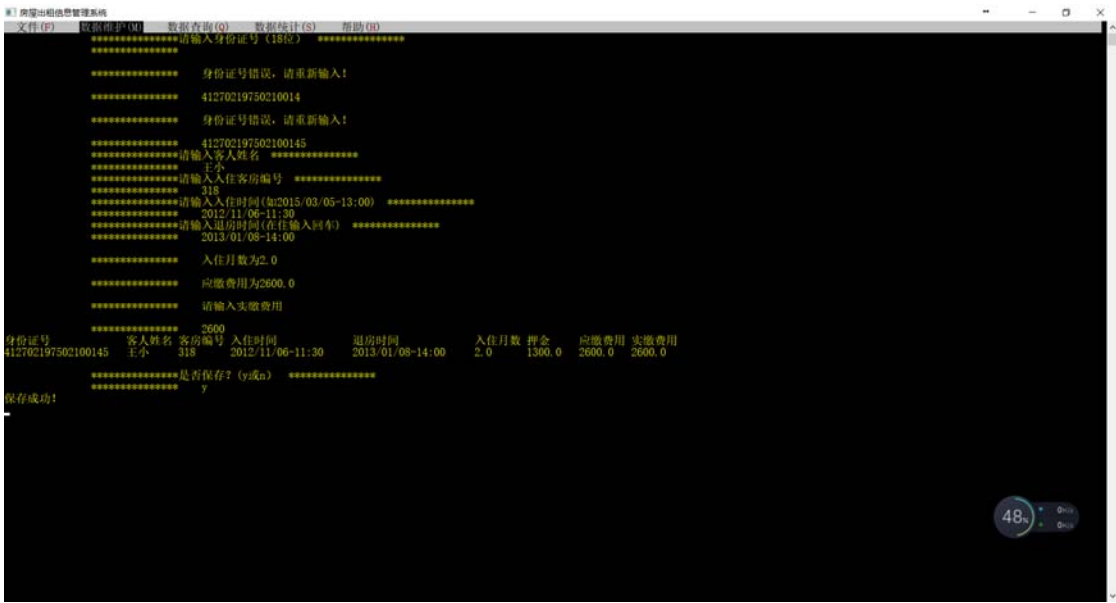 房屋出租信息管理系统
文件(F) 数据维护(M) 数据查询(Q) 数据统计(S) 帮助(H)
***************请输入身份证号（18位） ***************
***************
*************** 身份证号错误，请重新输入！
*************** 41270219750210014
*************** 身份证号错误，请重新输入！
*************** 412702197502100145
***************请输入客人姓名 ***************
*************** 王小
***************请输入入住客房编号 ***************
*************** 318
***************请输入入住时间(如2015/03/05-13:00) ***************
*************** 2012/11/06-11:30
***************请输入退房时间(在住输入回车) ***************
*************** 2013/01/08-14:00
*************** 入住月数为2.0
*************** 应缴费用为2600.0
*************** 请输入实缴费用
*************** 2600
身份证号 客人姓名 客房编号 入住时间 退房时间 入住月数 押金 应缴费用 实缴费用
412702197502100145 王小 318 2012/11/06-11:30 2013/01/08-14:00 2.0 1300.0 2600.0 2600.0
***************是否保存？(y或n) ***************
*************** y
保存成功！
48%